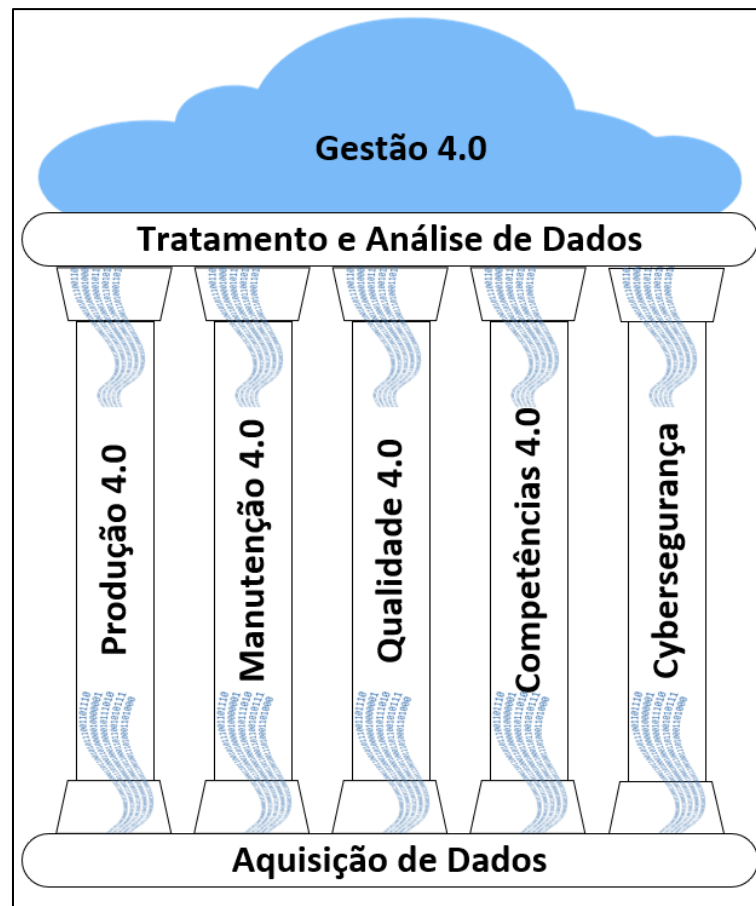 Gestão 4.0
Tratamento e Análise de Dados
Produção 4.0
Manutenção 4.0
Qualidade 4.0
Competências 4.0
Cybersegurança
Aquisição de Dados